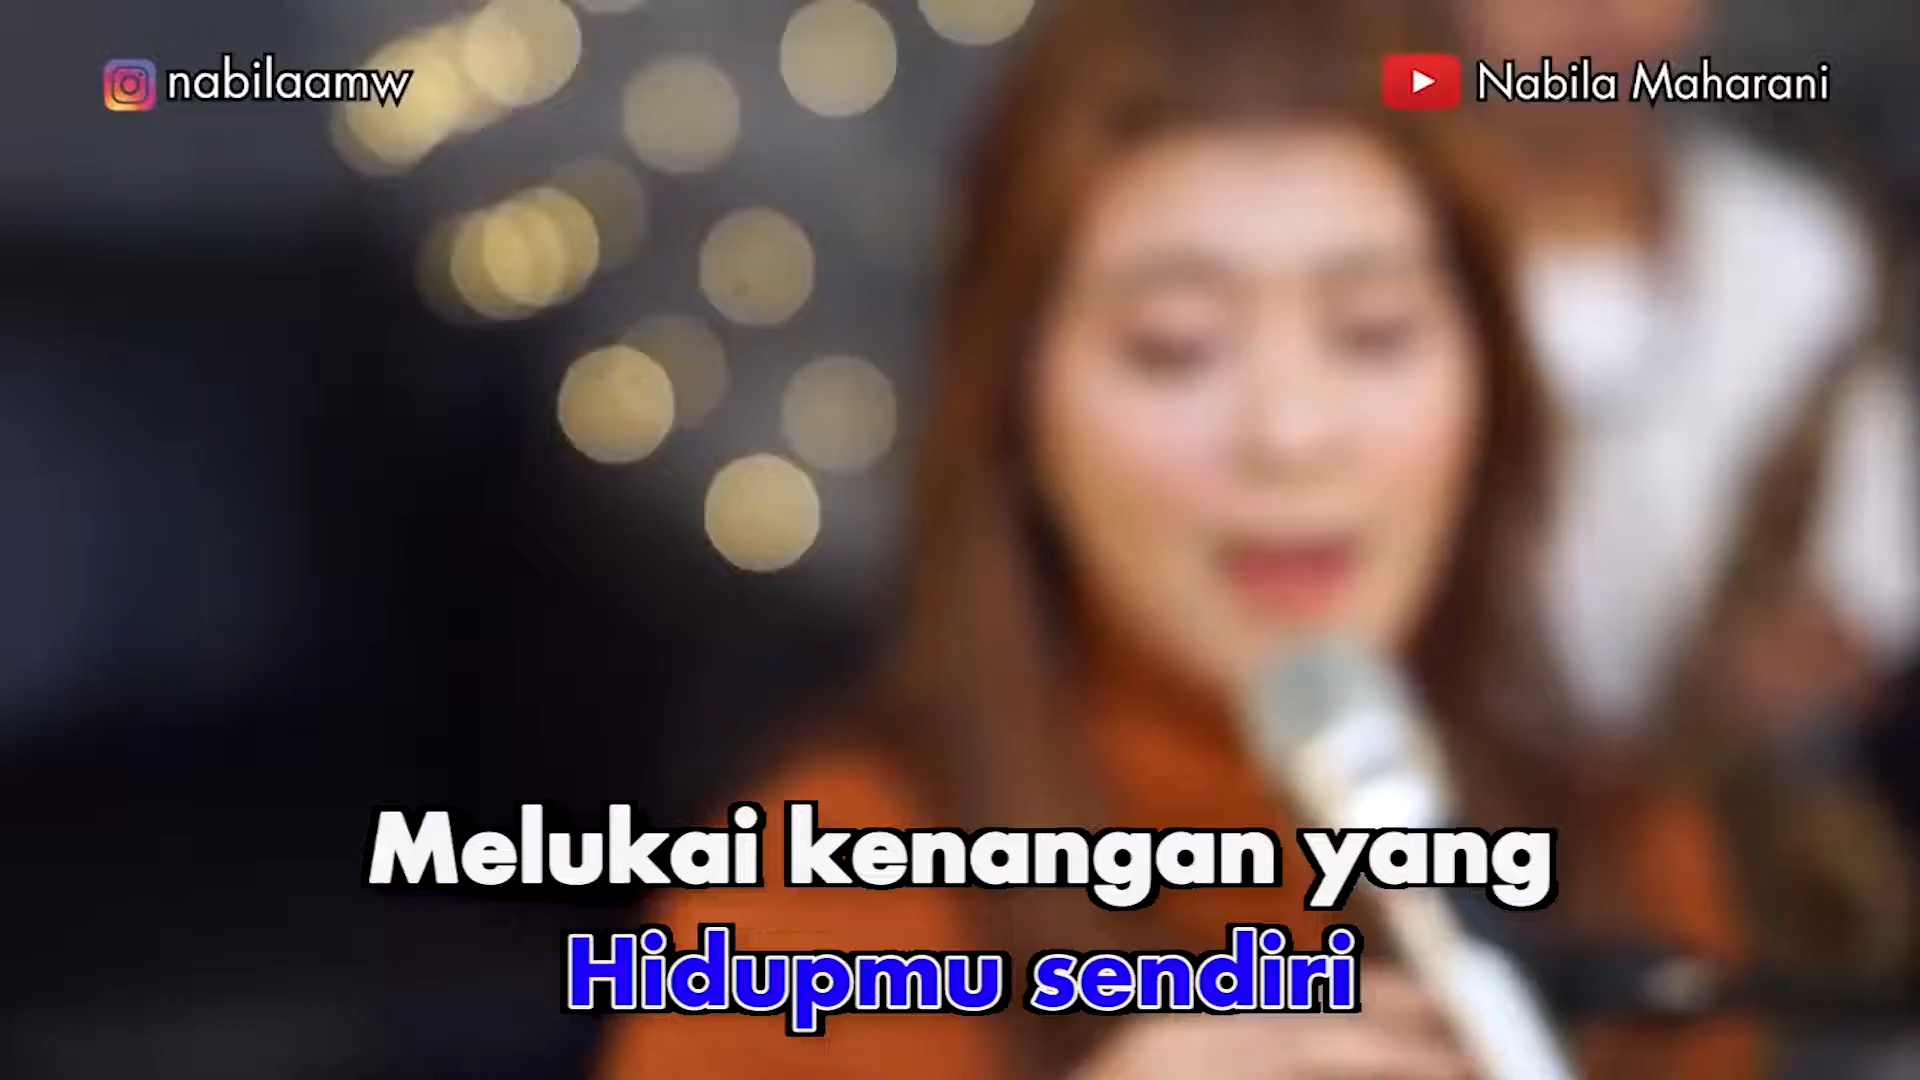 nabilaamw
Nabila Maharani
Melukai kenangan yang
Hidupmu sendiri